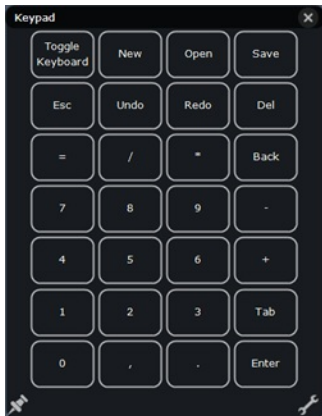 Keypad
Toggle
Keyboard New Open Save
Esc Undo Redo Del
= / * Back
7 8 9 -
4 5 6 +
1 2 3 Tab
0 , . Enter